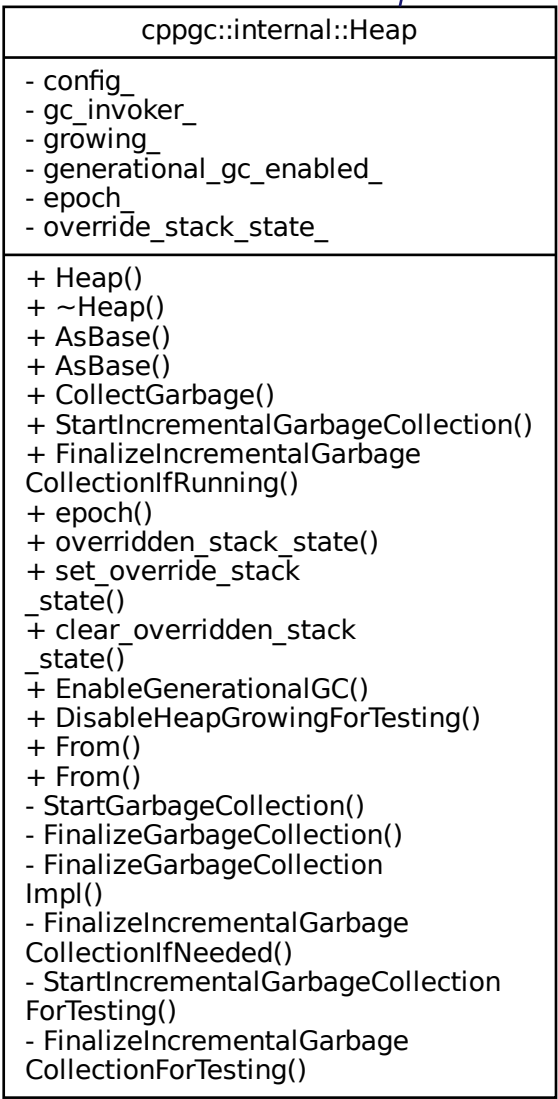 cppgc::internal::Heap
- config_
- gc_invoker_
- growing_
- generational_gc_enabled_
- epoch_
- override_stack_state_
+ Heap()
+ ~Heap()
+ AsBase()
+ AsBase()
+ CollectGarbage()
+ StartIncrementalGarbageCollection()
+ FinalizeIncrementalGarbage
CollectionIfRunning()
+ epoch()
+ overridden_stack_state()
+ set_override_stack
_state()
+ clear_overridden_stack
_state()
+ EnableGenerationalGC()
+ DisableHeapGrowingForTesting()
+ From()
+ From()
- StartGarbageCollection()
- FinalizeGarbageCollection()
- FinalizeGarbageCollection
Impl()
- FinalizeIncrementalGarbage
CollectionIfNeeded()
- StartIncrementalGarbageCollection
ForTesting()
- FinalizeIncrementalGarbage
CollectionForTesting()